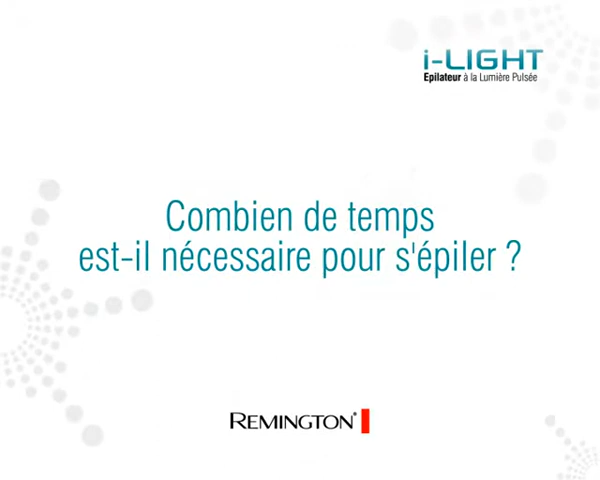 i-LIGHT
Epilateur à la Lumière Pulsée
Combien de temps
est-il nécessaire pour s'épiler ?
REMINGTON®